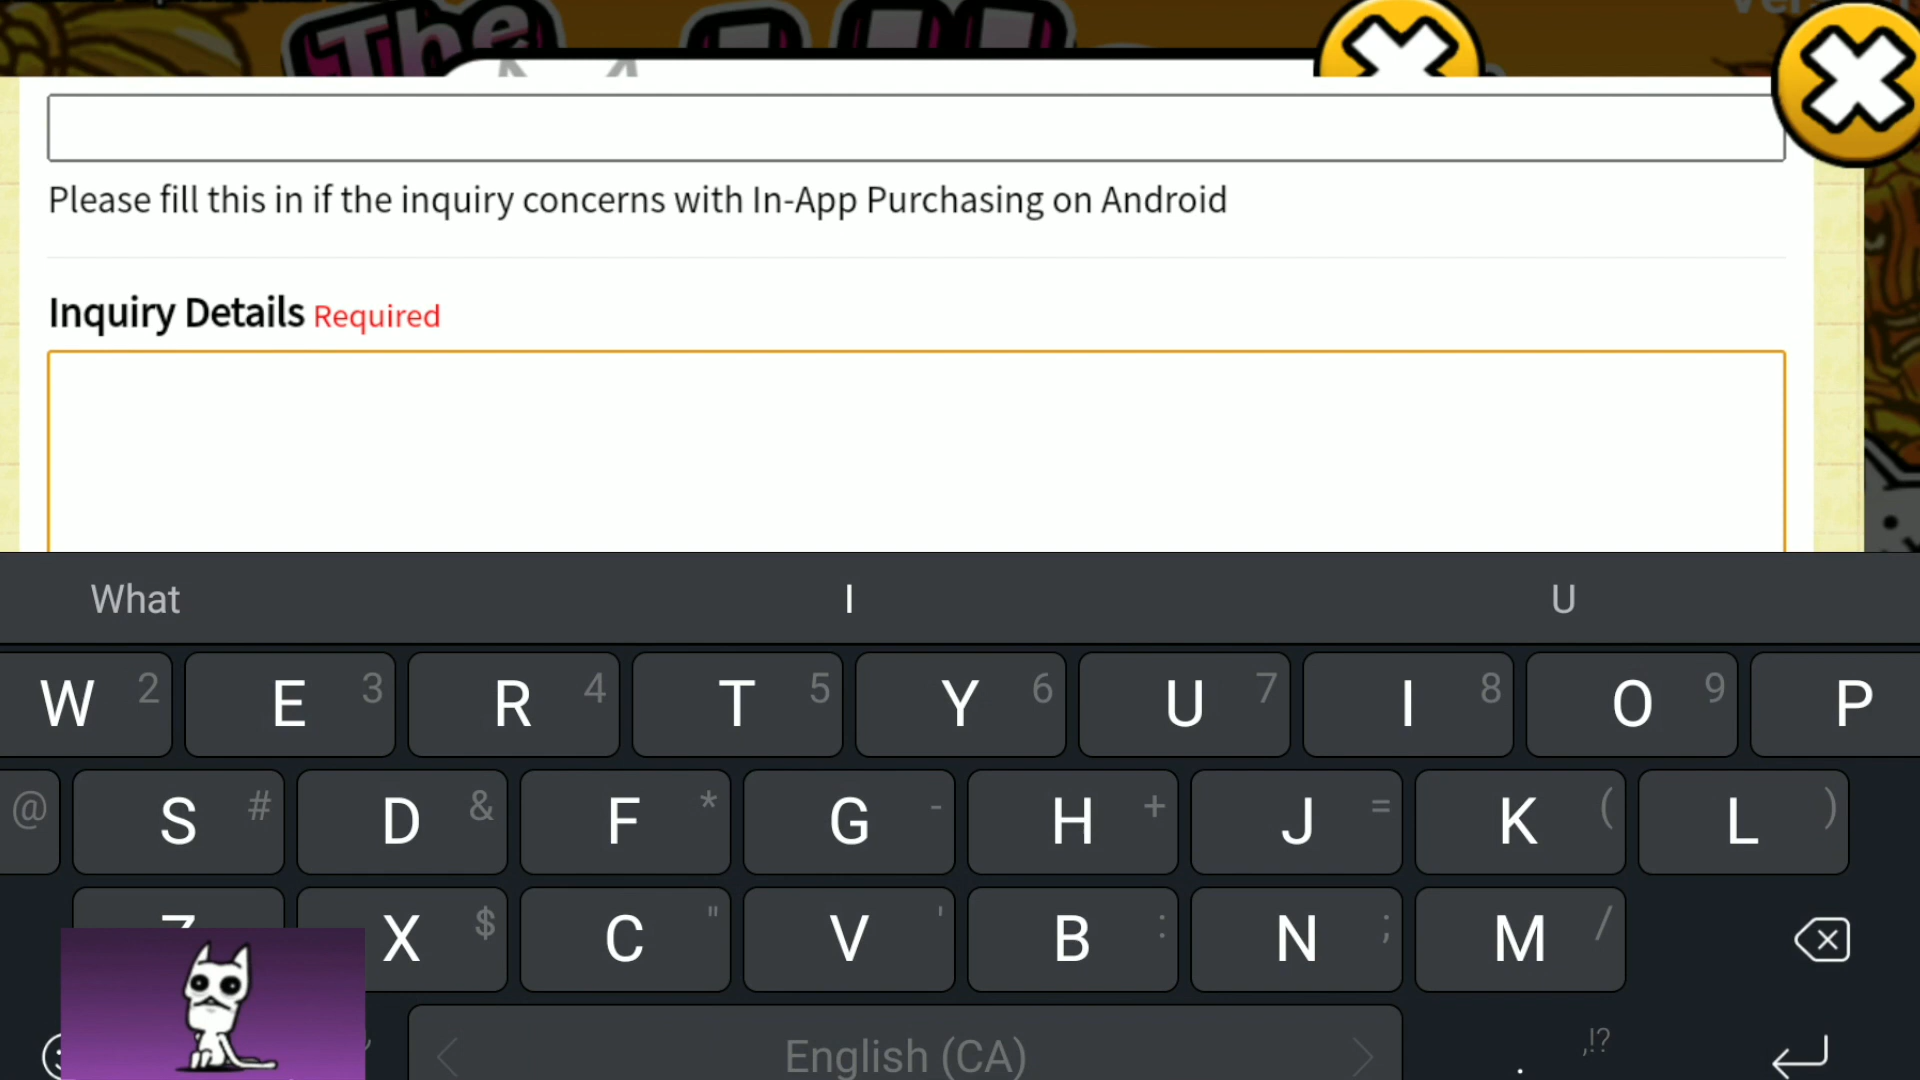 The
Please fill this in if the inquiry concerns with In-App Purchasing on Android
Inquiry Details Required
What I U
W 2 E 3 R 4 T 5 Y 6 U 7 I 8 O 9 P
@ S # D & F * G - H + J = K ( L )
Z X $ C " V ' B : N ; M /
English (CA) . ,!?